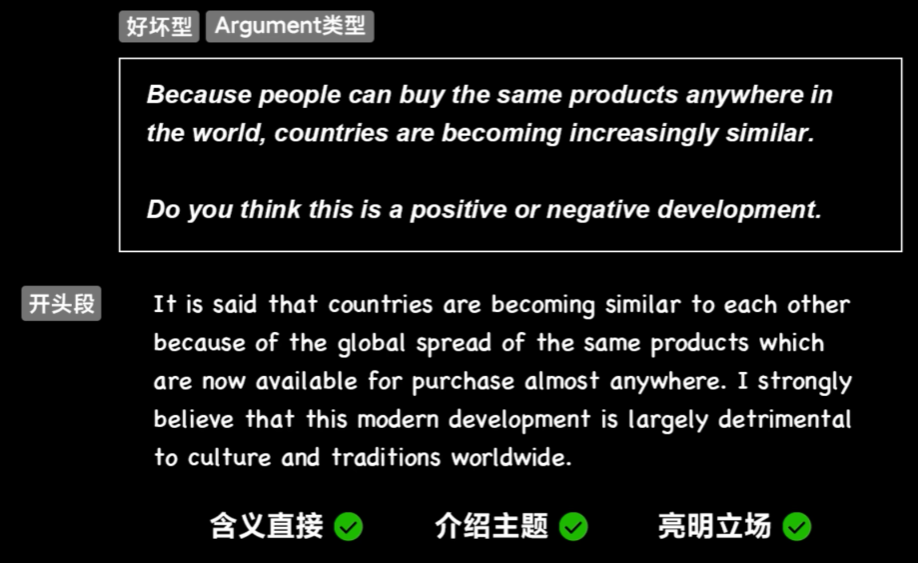 好坏型 Argument类型
Because people can buy the same products anywhere in
the world, countries are becoming increasingly similar.
Do you think this is a positive or negative development.
开头段
It is said that countries are becoming similar to each other
because of the global spread of the same products which
are now available for purchase almost anywhere. I strongly
believe that this modern development is largely detrimental
to culture and traditions worldwide.
含义直接 介绍主题 亮明立场